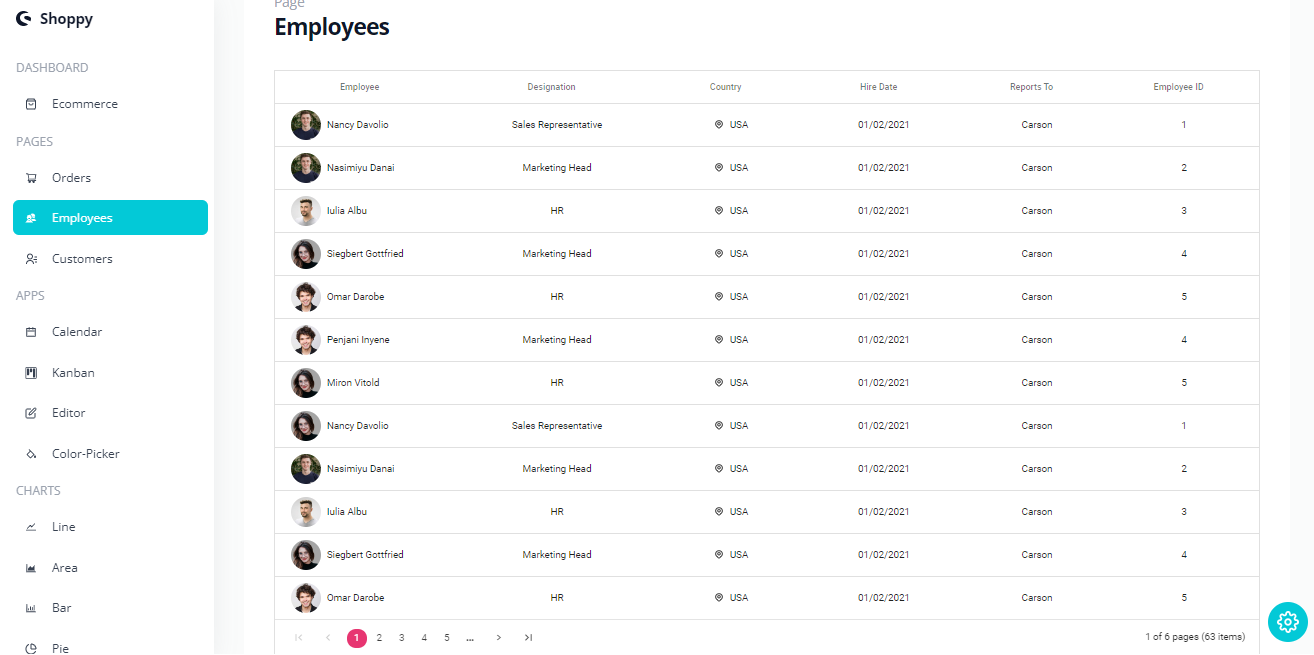 Shoppy
DASHBOARD
Ecommerce
PAGES
Orders
Employees
Customers
APPS
Calendar
Kanban
Editor
Color-Picker
CHARTS
Line
Area
Bar
Pie
Page
Employees
Employee Designation Country Hire Date Reports To Employee ID
Nancy Davolio Sales Representative USA 01/02/2021 Carson 1
Nasimiyu Danai Marketing Head USA 01/02/2021 Carson 2
Iulia Albu HR USA 01/02/2021 Carson 3
Siegbert Gottfried Marketing Head USA 01/02/2021 Carson 4
Omar Darobe HR USA 01/02/2021 Carson 5
Penjani Inyene Marketing Head USA 01/02/2021 Carson 4
Miron Vitold HR USA 01/02/2021 Carson 5
Nancy Davolio Sales Representative USA 01/02/2021 Carson 1
Nasimiyu Danai Marketing Head USA 01/02/2021 Carson 2
Iulia Albu HR USA 01/02/2021 Carson 3
Siegbert Gottfried Marketing Head USA 01/02/2021 Carson 4
Omar Darobe HR USA 01/02/2021 Carson 5
1 2 3 4 5 ... 1 of 6 pages (63 items)